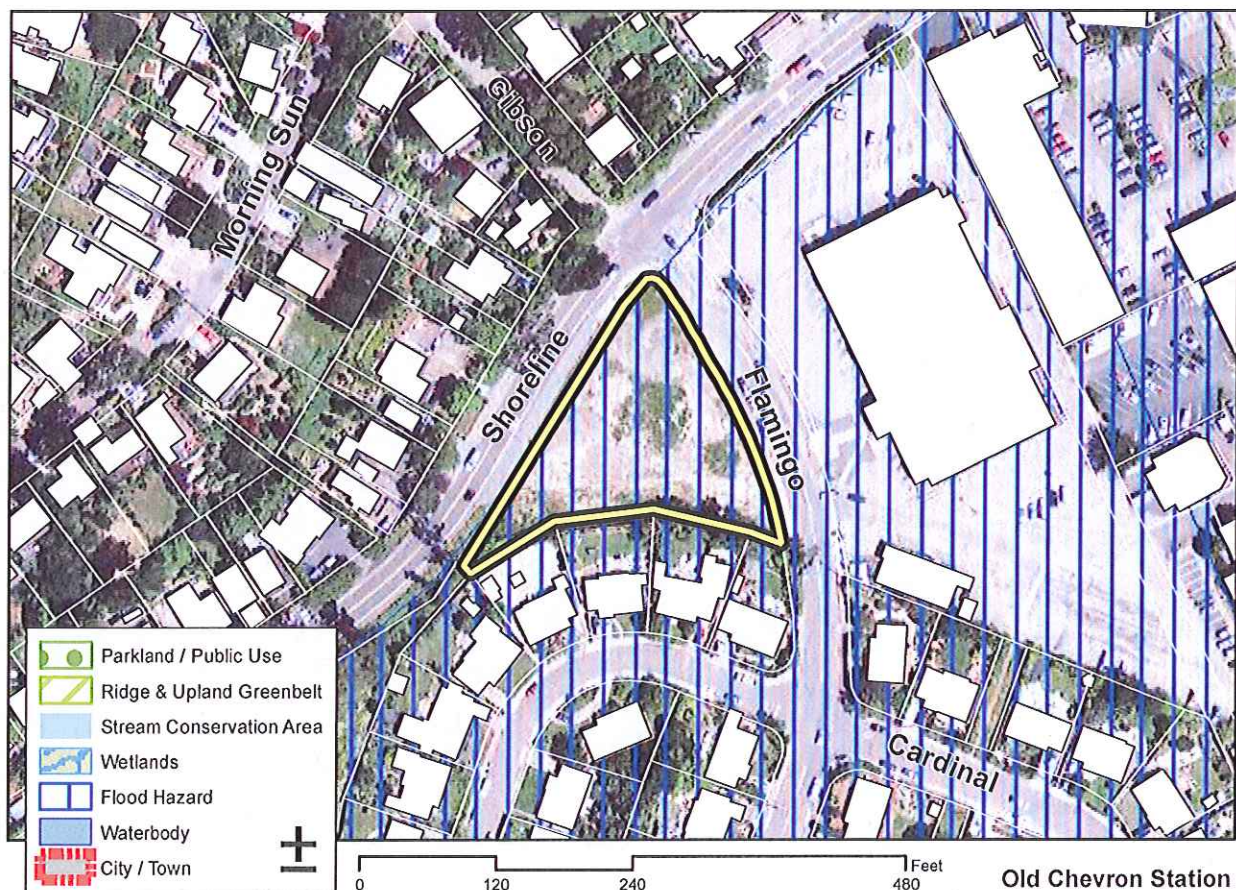 Gibson
Morning Sun
Shoreline
Flamingo
Cardinal
Parkland / Public Use
Ridge & Upland Greenbelt
Stream Conservation Area
Wetlands
Flood Hazard
Waterbody
City / Town
Feet
0 120 240 480
Old Chevron Station